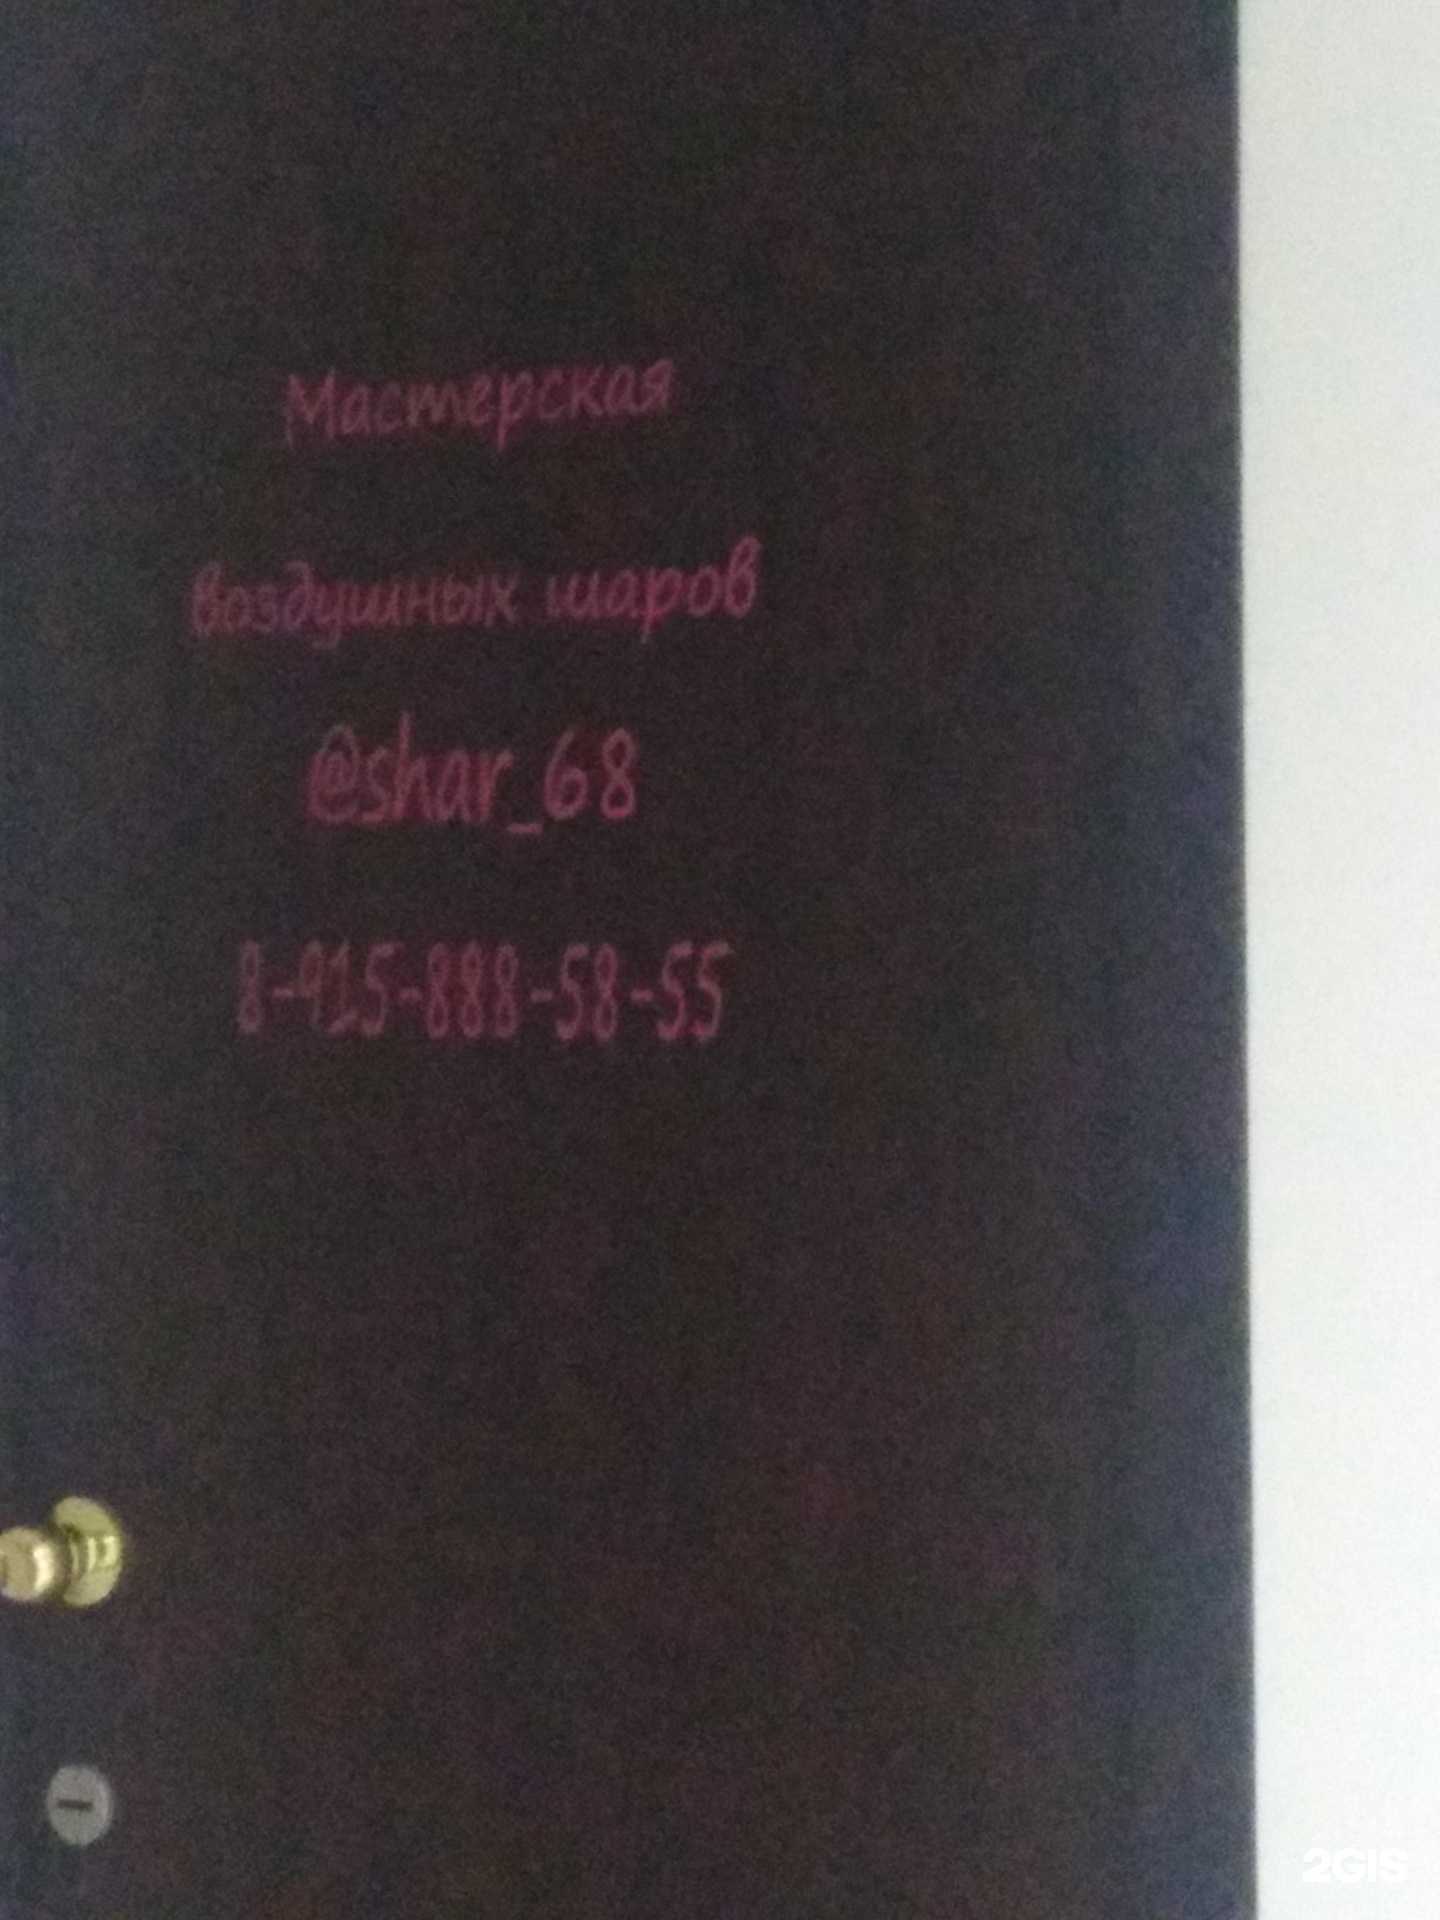 Мастерская
воздушных шаров
@shar_68
8-915-888-58-55
2GIS